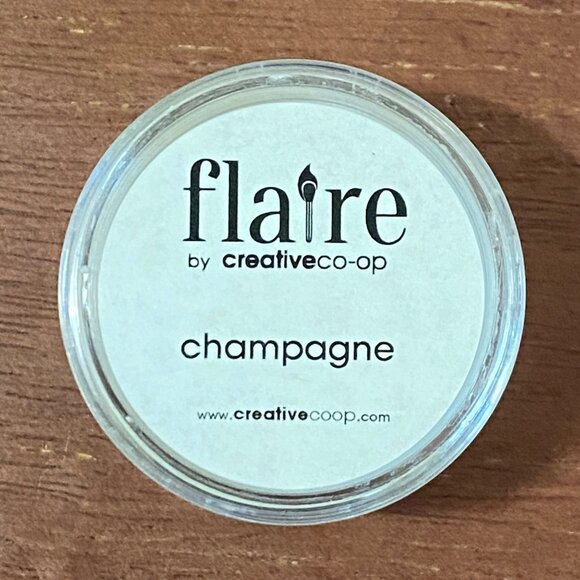 flaire
by creativeco-op
champagne
www.creativecoop.com